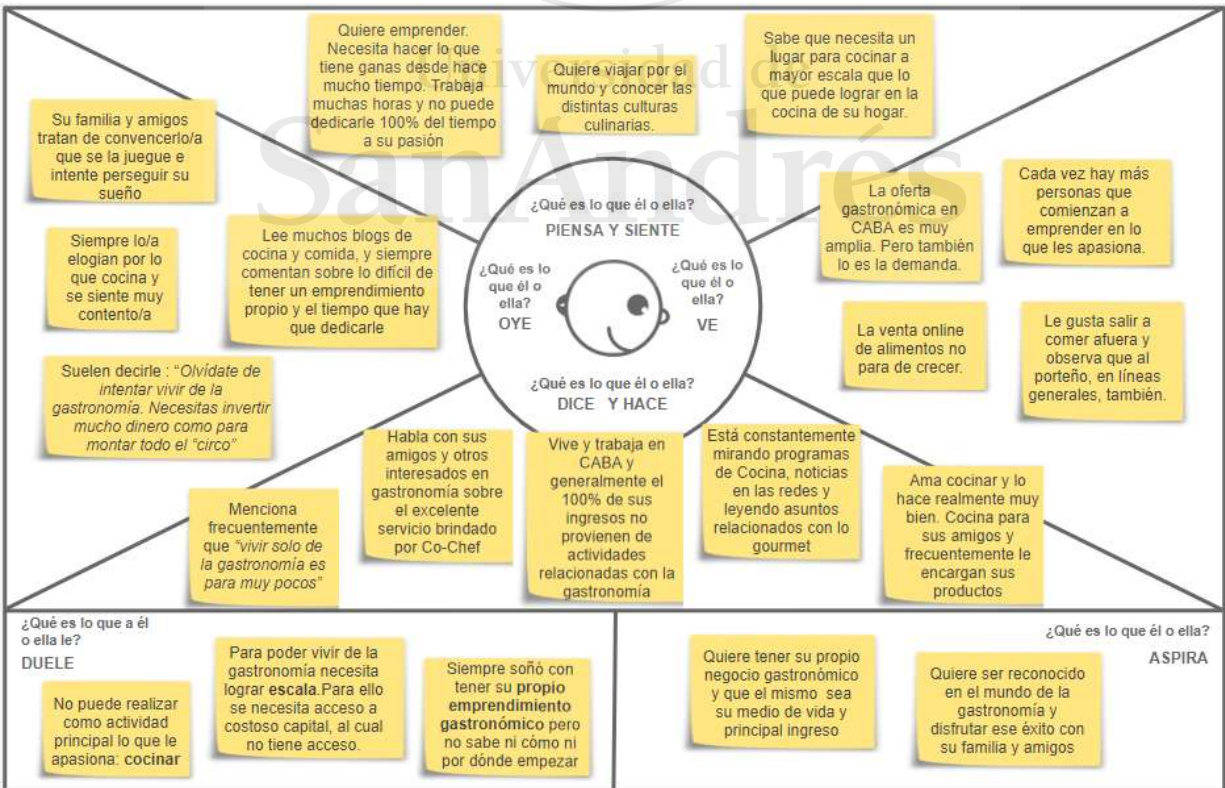 Universidad de
SanAndrés
Quiere emprender.
Necesita hacer lo que
tiene ganas desde hace
mucho tiempo. Trabaja
muchas horas y no puede
dedicarle 100% del tiempo
a su pasión
Quiere viajar por el
mundo y conocer las
distintas culturas
culinarias.
Sabe que necesita un
lugar para cocinar a
mayor escala que lo
que puede lograr en la
cocina de su hogar.
Su familia y amigos
tratan de convencerlo/a
que se la juegue e
intente perseguir su
sueño
Siempre lo/a
elogian por lo
que cocina y
se siente muy
contento/a
Lee muchos blogs de
cocina y comida, y siempre
comentan sobre lo difícil de
tener un emprendimiento
propio y el tiempo que hay
que dedicarle
Suelen decirle : “Olvídate de
intentar vivir de la
gastronomía. Necesitas invertir
mucho dinero como para
montar todo el “circo”
¿Qué es lo que él o ella?
PIENSA Y SIENTE
¿Qué es lo
que él o
ella?
OYE
¿Qué es lo
que él o
ella?
VE
¿Qué es lo que él o ella?
DICE Y HACE
La oferta
gastronómica en
CABA es muy
amplia. Pero también
lo es la demanda.
Cada vez hay más
personas que
comienzan a
emprender en lo
que les apasiona.
La venta online
de alimentos no
para de crecer.
Le gusta salir a
comer afuera y
observa que al
porteño, en líneas
generales, también.
Menciona
frecuentemente
que “vivir solo de
la gastronomía es
para muy pocos”
Habla con sus
amigos y otros
interesados en
gastronomía sobre
el excelente
servicio brindado
por Co-Chef
Vive y trabaja en
CABA y
generalmente el
100% de sus
ingresos no
provienen de
actividades
relacionadas con la
gastronomía
Está constantemente
mirando programas
de Cocina, noticias
en las redes y
leyendo asuntos
relacionados con lo
gourmet
Ama cocinar y lo
hace realmente muy
bien. Cocina para
sus amigos y
frecuentemente le
encargan sus
productos
¿Qué es lo que a él
o ella le?
DUELE
No puede realizar
como actividad
principal lo que le
apasiona: cocinar
Para poder vivir de la
gastronomía necesita
lograr escala.Para ello
se necesita acceso a
costoso capital, al cual
no tiene acceso.
Siempre soñó con
tener su propio
emprendimiento
gastronómico pero
no sabe ni cómo ni
por dónde empezar
¿Qué es lo que él o ella?
ASPIRA
Quiere tener su propio
negocio gastronómico
y que el mismo sea
su medio de vida y
principal ingreso
Quiere ser reconocido
en el mundo de la
gastronomía y
disfrutar ese éxito con
su familia y amigos